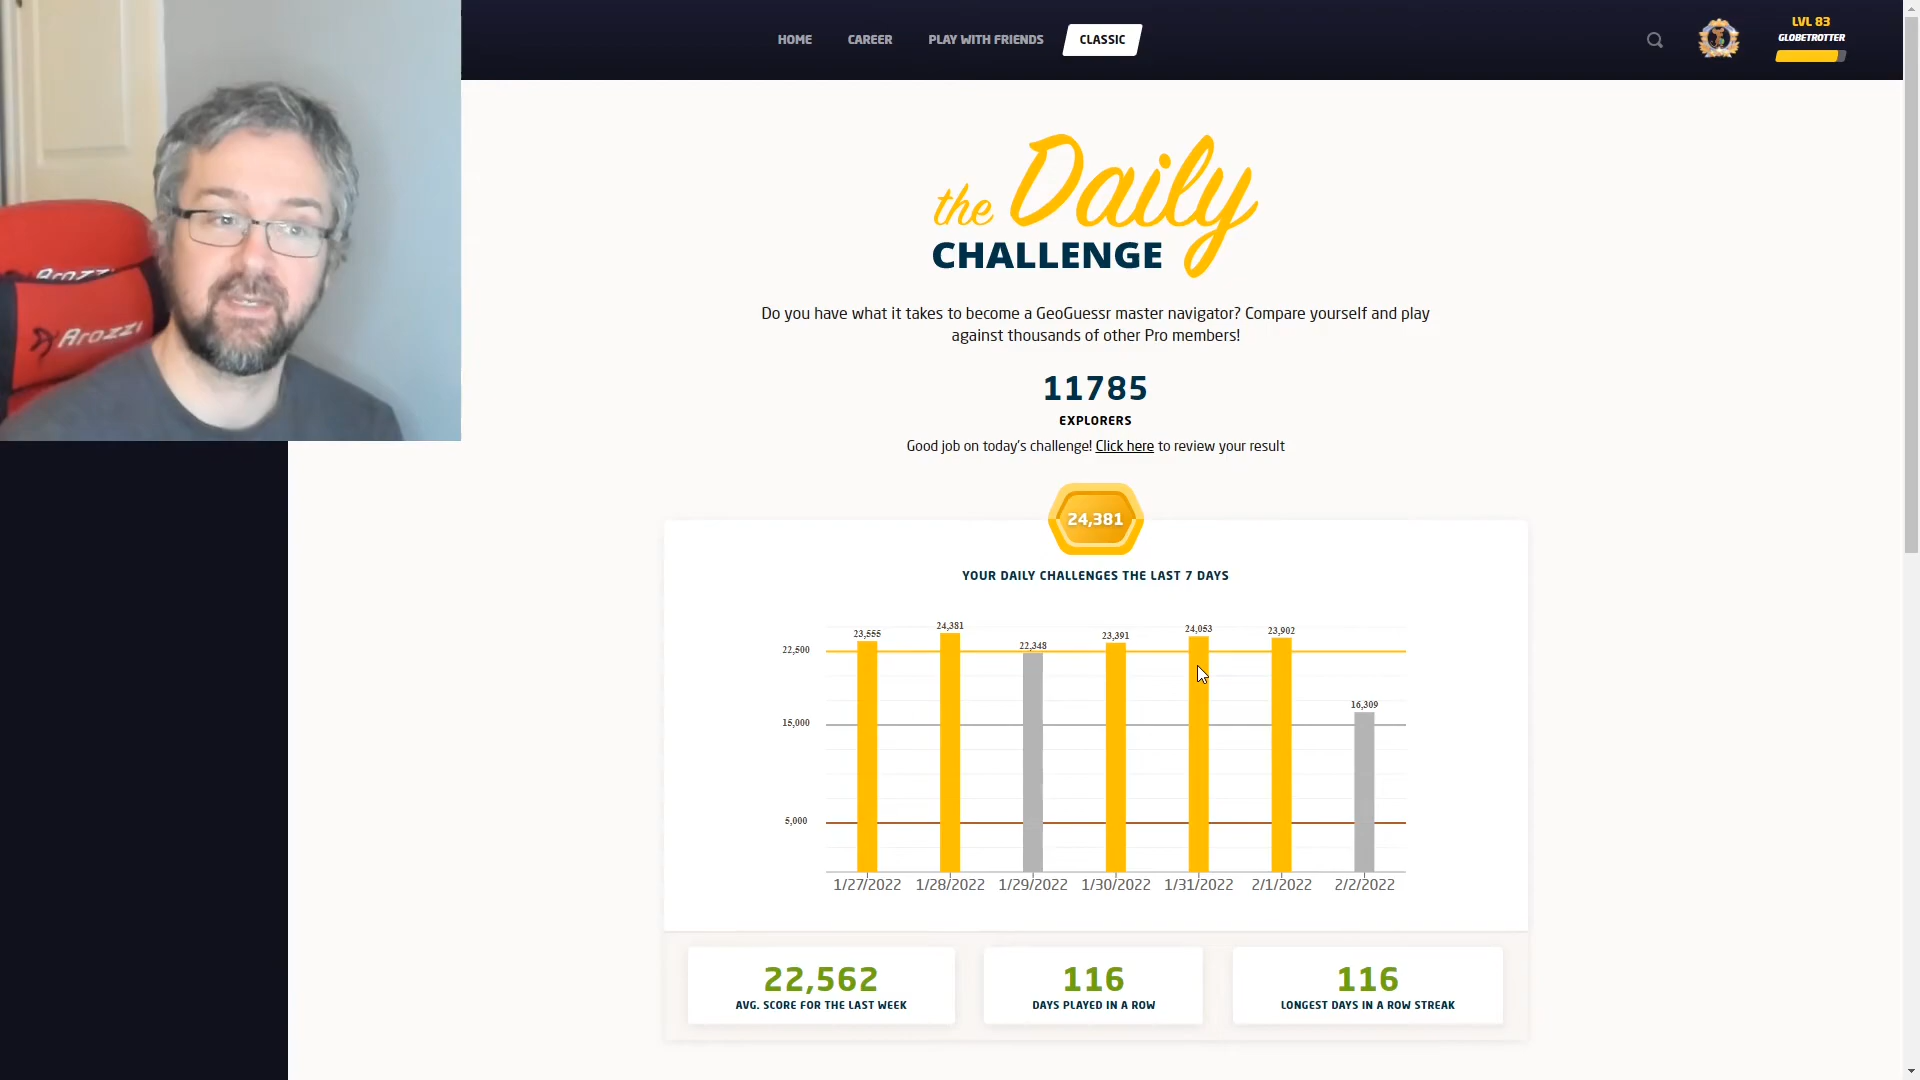 HOME CAREER PLAY WITH FRIENDS CLASSIC
LVL 83
GLOBETROTTER
the Daily
CHALLENGE
Do you have what it takes to become a GeoGuessr master navigator? Compare yourself and play
against thousands of other Pro members!
11785
EXPLORERS
Good job on today's challenge! Click here to review your result
24,381
YOUR DAILY CHALLENGES THE LAST 7 DAYS
23,555 24,381 22,348 23,391 24,053 23,902 16,309
22,500
15,000
5,000
1/27/2022 1/28/2022 1/29/2022 1/30/2022 1/31/2022 2/1/2022 2/2/2022
22,562 116 116
AVG. SCORE FOR THE LAST WEEK DAYS PLAYED IN A ROW LONGEST DAYS IN A ROW STREAK
Arozzi
Arozzi